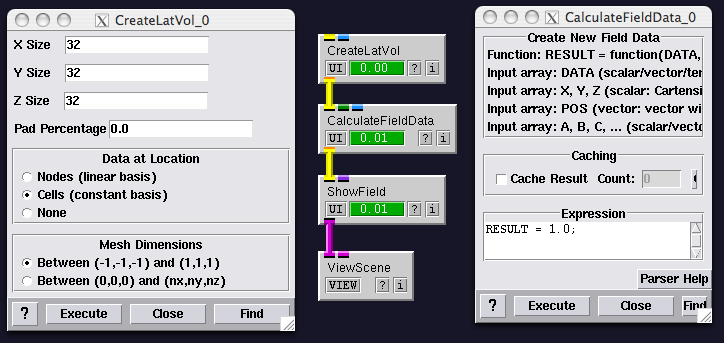 CreateLatVol_0
X Size 32
Y Size 32
Z Size 32
Pad Percentage 0.0
Data at Location
Nodes (linear basis)
Cells (constant basis)
None
Mesh Dimensions
Between (-1,-1,-1) and (1,1,1)
Between (0,0,0) and (nx,ny,nz)
? Execute Close Find
CreateLatVol
UI 0.00 ? i
CalculateFieldData
UI 0.01 ? i
ShowField
UI 0.01 ? i
ViewScene
VIEW ? i
CalculateFieldData_0
Create New Field Data
Function: RESULT = function(DATA,
Input array: DATA (scalar/vector/ter
Input array: X, Y, Z (scalar: Cartensi
Input array: POS (vector: vector wi
Input array: A, B, C, ... (scalar/vecto
Caching
Cache Result Count: 0
Expression
RESULT = 1.0;
Parser Help
? Execute Close Find